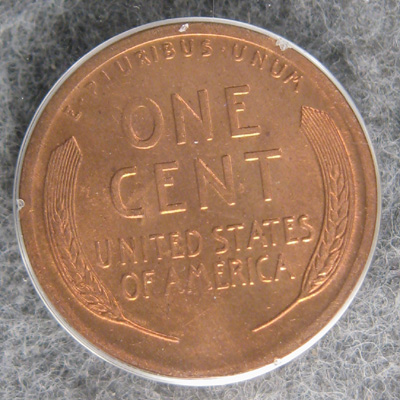 E·PLURIBUS·UNUM
ONE
CENT
UNITED STATES
OF AMERICA